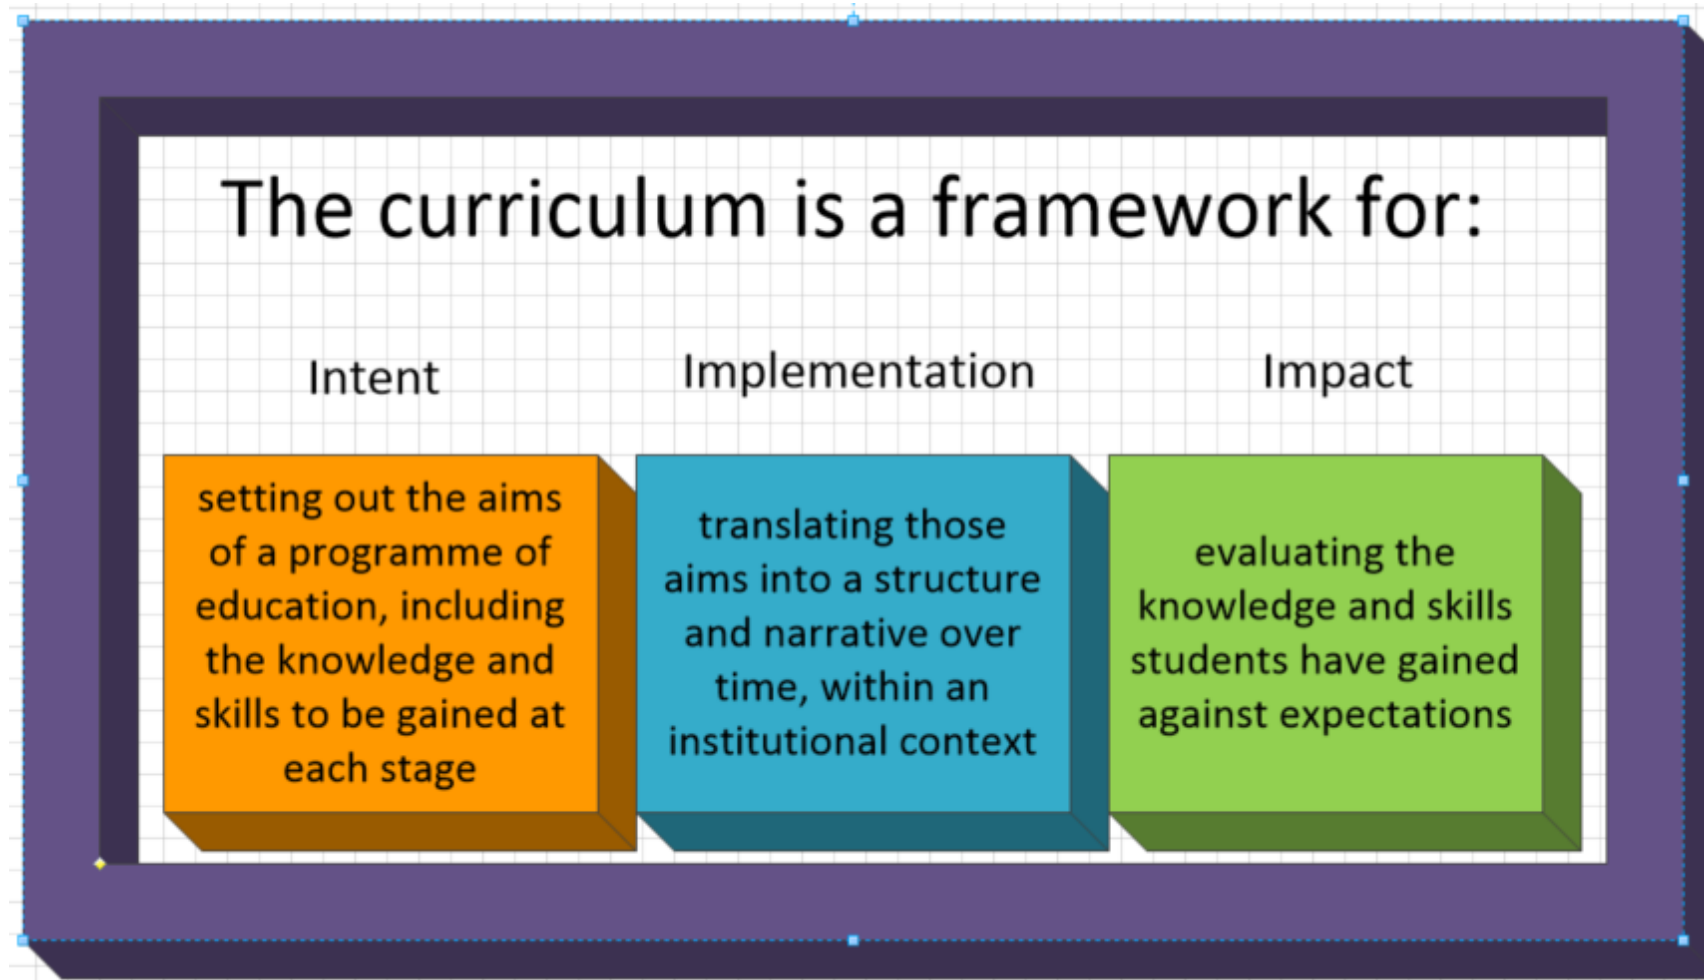 The curriculum is a framework for:
Intent
Implementation
Impact
setting out the aims
of a programme of
education, including
the knowledge and
skills to be gained at
each stage
translating those
aims into a structure
and narrative over
time, within an
institutional context
evaluating the
knowledge and skills
students have gained
against expectations